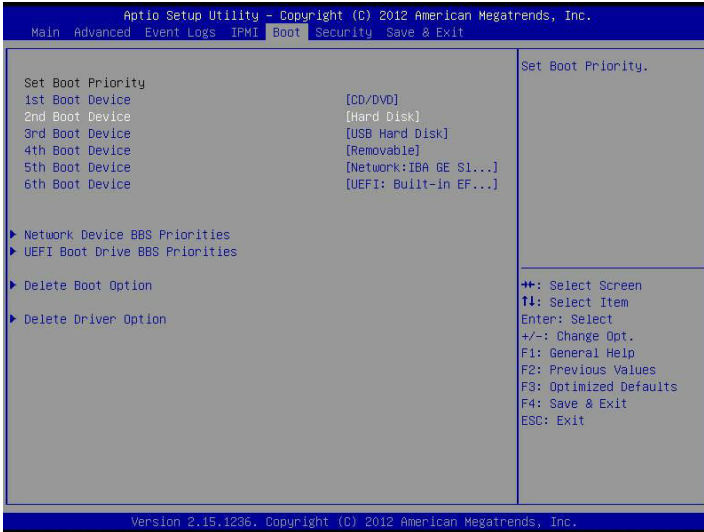 Aptio Setup Utility – Copyright (C) 2012 American Megatrends, Inc.
Main Advanced Event Logs IPMI Boot Security Save & Exit
Set Boot Priority.
Set Boot Priority
1st Boot Device [CD/DVD]
2nd Boot Device [Hard Disk]
3rd Boot Device [USB Hard Disk]
4th Boot Device [Removable]
5th Boot Device [Network:IBA GE Sl...]
6th Boot Device [UEFI: Built-in EF...]
Network Device BBS Priorities
UEFI Boot Drive BBS Priorities
Delete Boot Option
Delete Driver Option
→←: Select Screen
↑↓: Select Item
Enter: Select
+/-: Change Opt.
F1: General Help
F2: Previous Values
F3: Optimized Defaults
F4: Save & Exit
ESC: Exit
Version 2.15.1236. Copyright (C) 2012 American Megatrends, Inc.